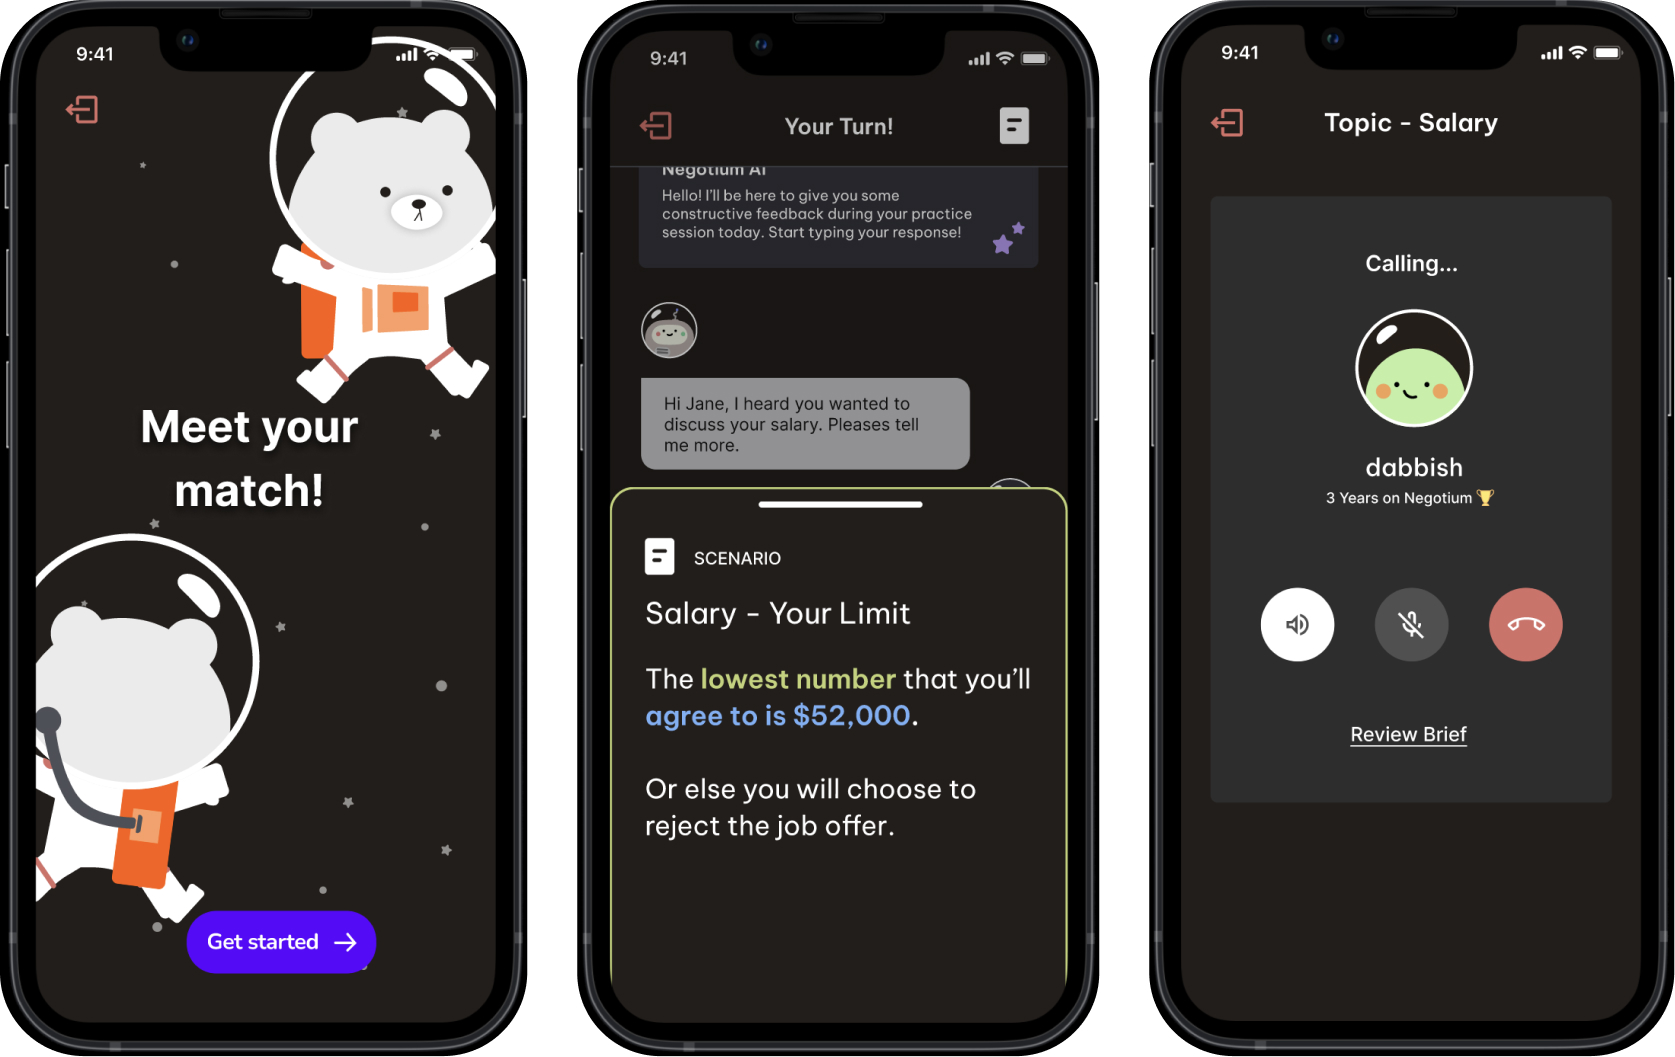 9:41
Meet your
match!
Get started
9:41
Your Turn!
Negotium AI
Hello! I'll be here to give you some
constructive feedback during your practice
session today. Start typing your response!
Hi Jane, I heard you wanted to
discuss your salary. Pleases tell
me more.
SCENARIO
Salary - Your Limit
The lowest number that you'll
agree to is $52,000.
Or else you will choose to
reject the job offer.
9:41
Topic - Salary
Calling...
dabbish
3 Years on Negotium
Review Brief